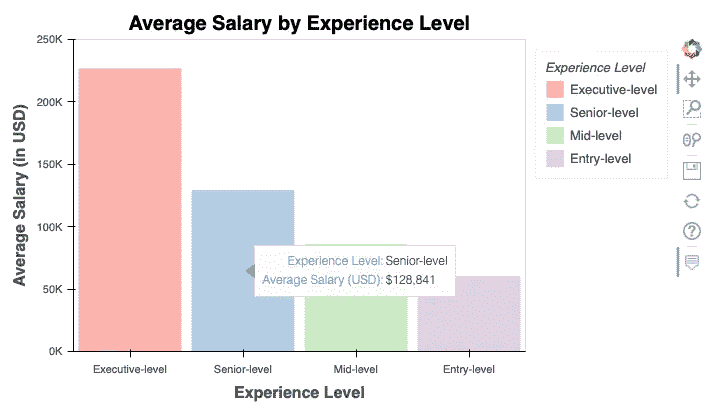 Average Salary by Experience Level
250K
200K
150K
100K
50K
0K
Average Salary (in USD)
Experience Level: Senior-level
Average Salary (USD): $128,841
Executive-level
Senior-level
Mid-level
Entry-level
Experience Level
Experience Level
Executive-level
Senior-level
Mid-level
Entry-level